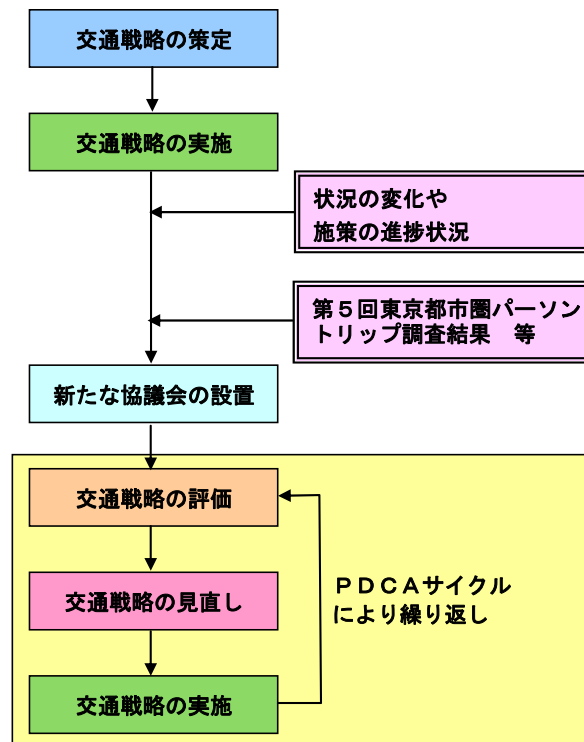 交通戦略の策定
交通戦略の実施
状況の変化や
施策の進捗状況
第５回東京都市圏パーソン
トリップ調査結果　等
新たな協議会の設置
交通戦略の評価
交通戦略の見直し
ＰＤＣＡサイクル
により繰り返し
交通戦略の実施